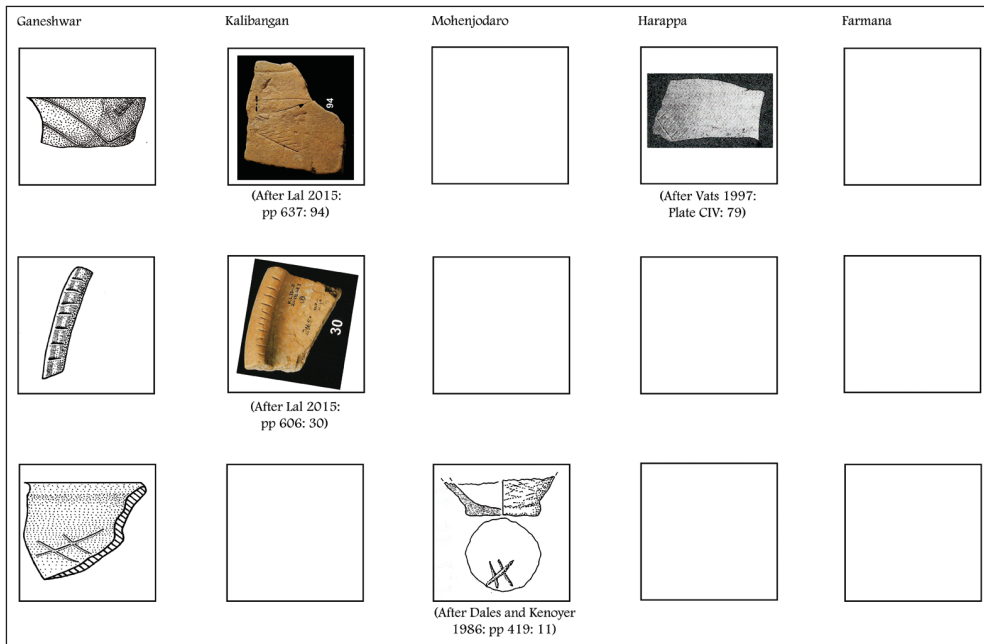 Ganeshwar
Kalibangan
Mohenjodaro
Harappa
Farmana
94
(After Lal 2015:
pp 637: 94)
(After Vats 1997:
Plate CIV: 79)
30
(After Lal 2015:
pp 606: 30)
(After Dales and Kenoyer
1986: pp 419: 11)